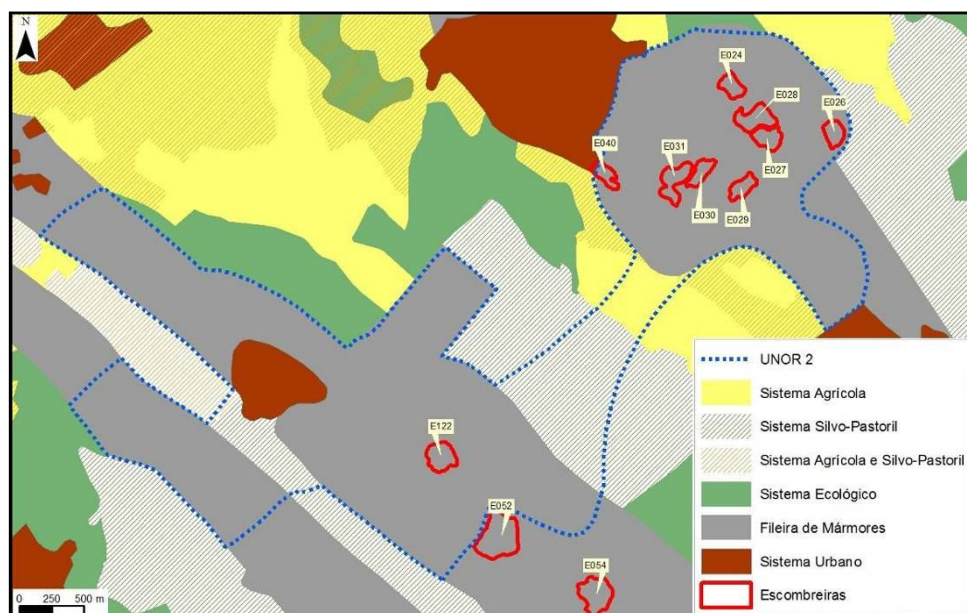 N
E024
E028
E026
E040
E031
E027
E030
E029
E122
E052
E054
UNOR 2
Sistema Agrícola
Sistema Silvo-Pastoril
Sistema Agrícola e Silvo-Pastoril
Sistema Ecológico
Fileira de Mármores
Sistema Urbano
Escombreiras
0 250 500 m